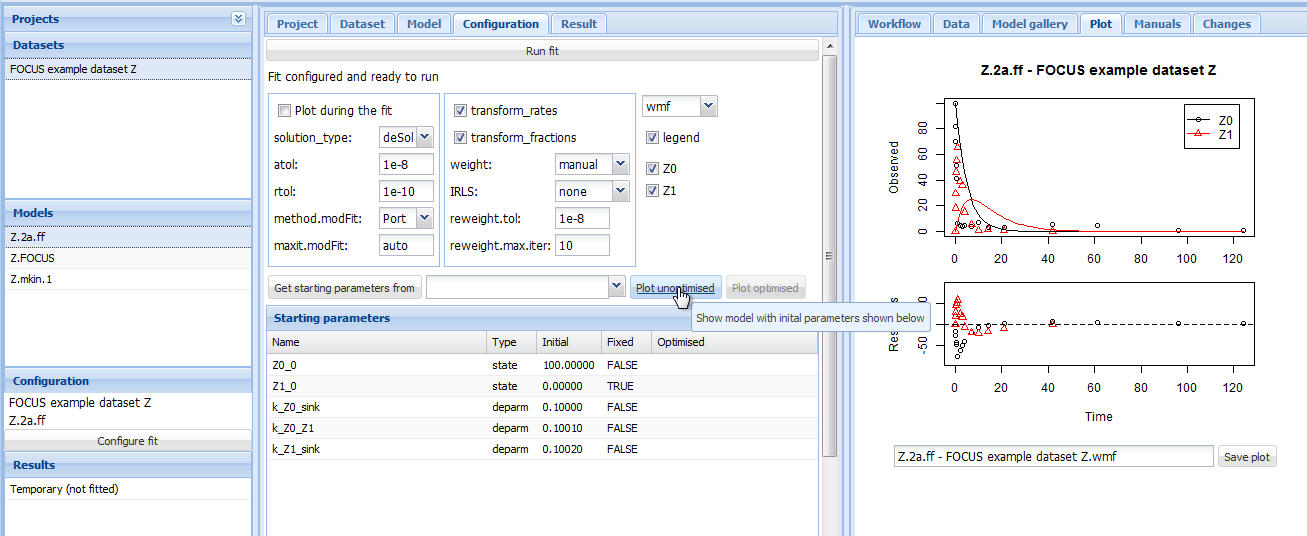 Projects
Datasets
FOCUS example dataset Z
Models
Z.2a.ff
Z.FOCUS
Z.mkin.1
Configuration
FOCUS example dataset Z
Z.2a.ff
Configure fit
Results
Temporary (not fitted)
Project Dataset Model Configuration Result
Run fit
Fit configured and ready to run
Plot during the fit
solution_type: deSol
atol: 1e-8
rtol: 1e-10
method.modFit: Port
maxit.modFit: auto
transform_rates
transform_fractions
weight: manual
IRLS: none
reweight.tol: 1e-8
reweight.max.iter: 10
wmf
legend
Z0
Z1
Get starting parameters from Plot unoptimised Plot optimised
Show model with inital parameters shown below
Starting parameters
Name Type Initial Fixed Optimised
Z0_0 state 100.00000 FALSE
Z1_0 state 0.00000 TRUE
k_Z0_sink deparm 0.10000 FALSE
k_Z0_Z1 deparm 0.10010 FALSE
k_Z1_sink deparm 0.10020 FALSE
Workflow Data Model gallery Plot Manuals Changes
Z.2a.ff - FOCUS example dataset Z
Observed
0 20 40 60 80
Z0
Z1
0 20 40 60 80 100 120
-50
0 20 40 60 80 100 120
Time
Z.2a.ff - FOCUS example dataset Z.wmf Save plot